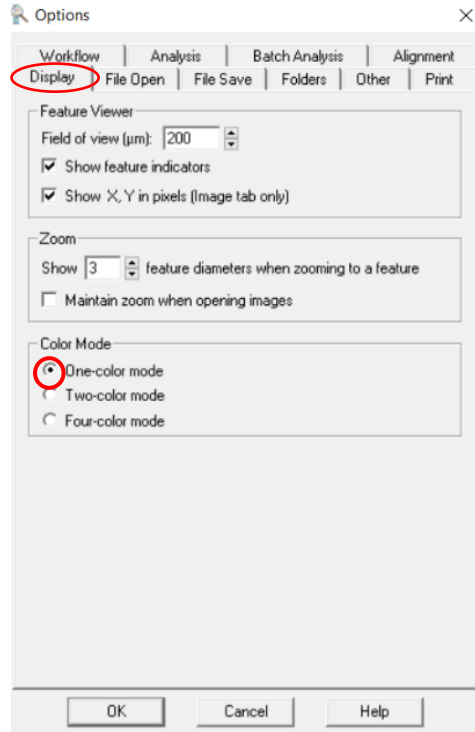 Options
Workflow Analysis Batch Analysis Alignment
Display File Open File Save Folders Other Print
Feature Viewer
Field of view (µm): 200
Show feature indicators
Show X, Y in pixels (Image tab only)
Zoom
Show 3 feature diameters when zooming to a feature
Maintain zoom when opening images
Color Mode
One-color mode
Two-color mode
Four-color mode
OK Cancel Help